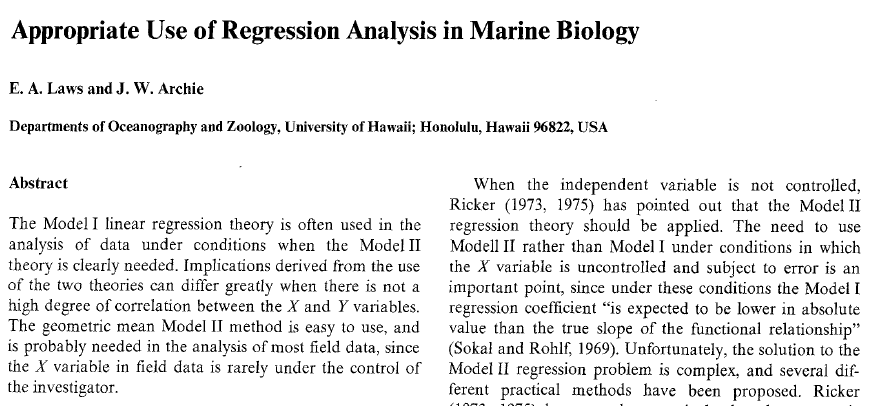 Appropriate Use of Regression Analysis in Marine Biology
E. A. Laws and J. W. Archie
Departments of Oceanography and Zoology, University of Hawaii; Honolulu, Hawaii 96822, USA
Abstract
The Model I linear regression theory is often used in the
analysis of data under conditions when the Model II
theory is clearly needed. Implications derived from the use
of the two theories can differ greatly when there is not a
high degree of correlation between the X and Y variables.
The geometric mean Model II method is easy to use, and
is probably needed in the analysis of most field data, since
the X variable in field data is rarely under the control of
the investigator.
When the independent variable is not controlled,
Ricker (1973, 1975) has pointed out that the Model II
regression theory should be applied. The need to use
Modell II rather than Model I under conditions in which
the X variable is uncontrolled and subject to error is an
important point, since under these conditions the Model I
regression coefficient “is expected to be lower in absolute
value than the true slope of the functional relationship”
(Sokal and Rohlf, 1969). Unfortunately, the solution to the
Model II regression problem is complex, and several dif-
ferent practical methods have been proposed. Ricker